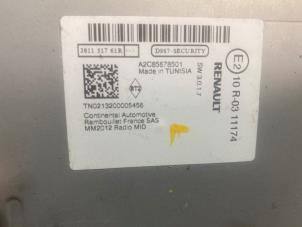 2811 517 61R
D967-SECURITY
A2C85678501
Made in TUNISIA
SW 3.0.1.7
RENAULT
E2
10 R-03 11174
TN0213200005456
Continental Automotive
Rambouillet France SAS
MM2012 Radio MID